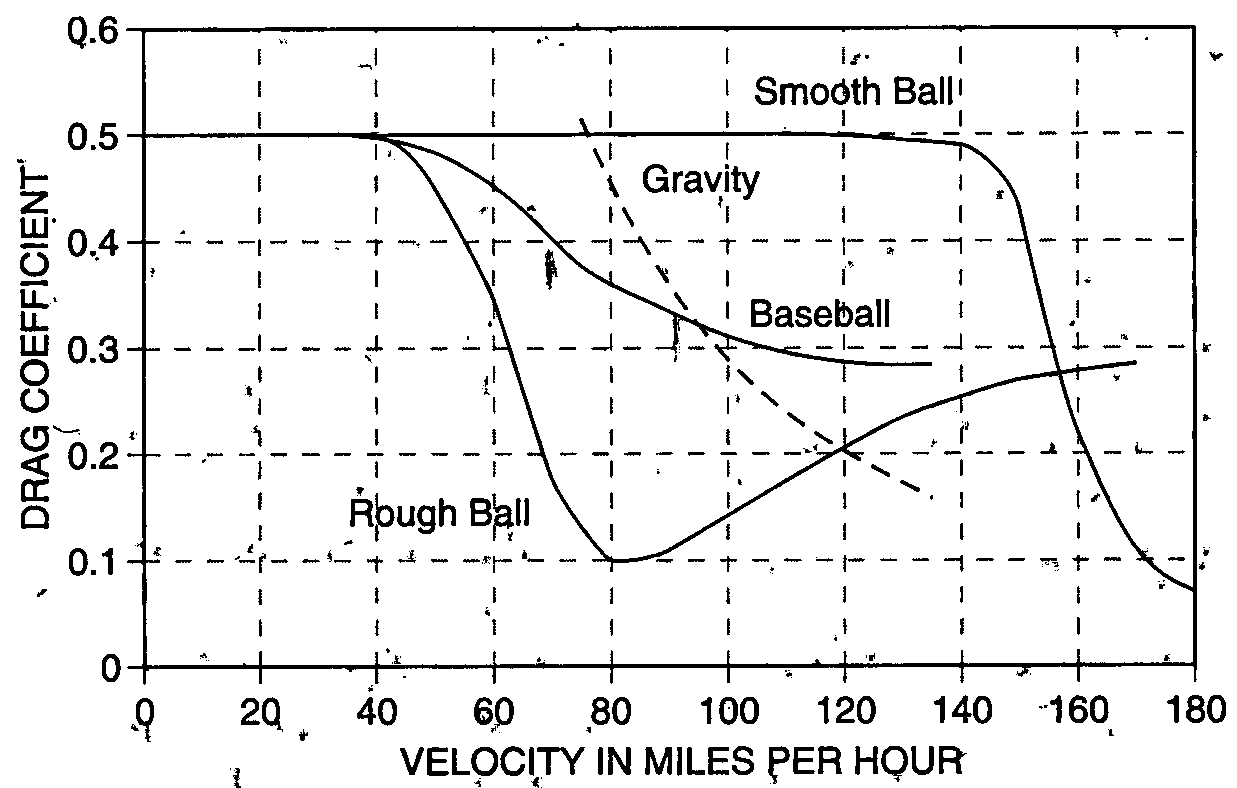 0.6
Smooth Ball
0.5
Gravity
0.4
Baseball
0.3
0.2
Rough Ball
0.1
0
DRAG COEFFICIENT
0 20 40 60 80 100 120 140 160 180
VELOCITY IN MILES PER HOUR